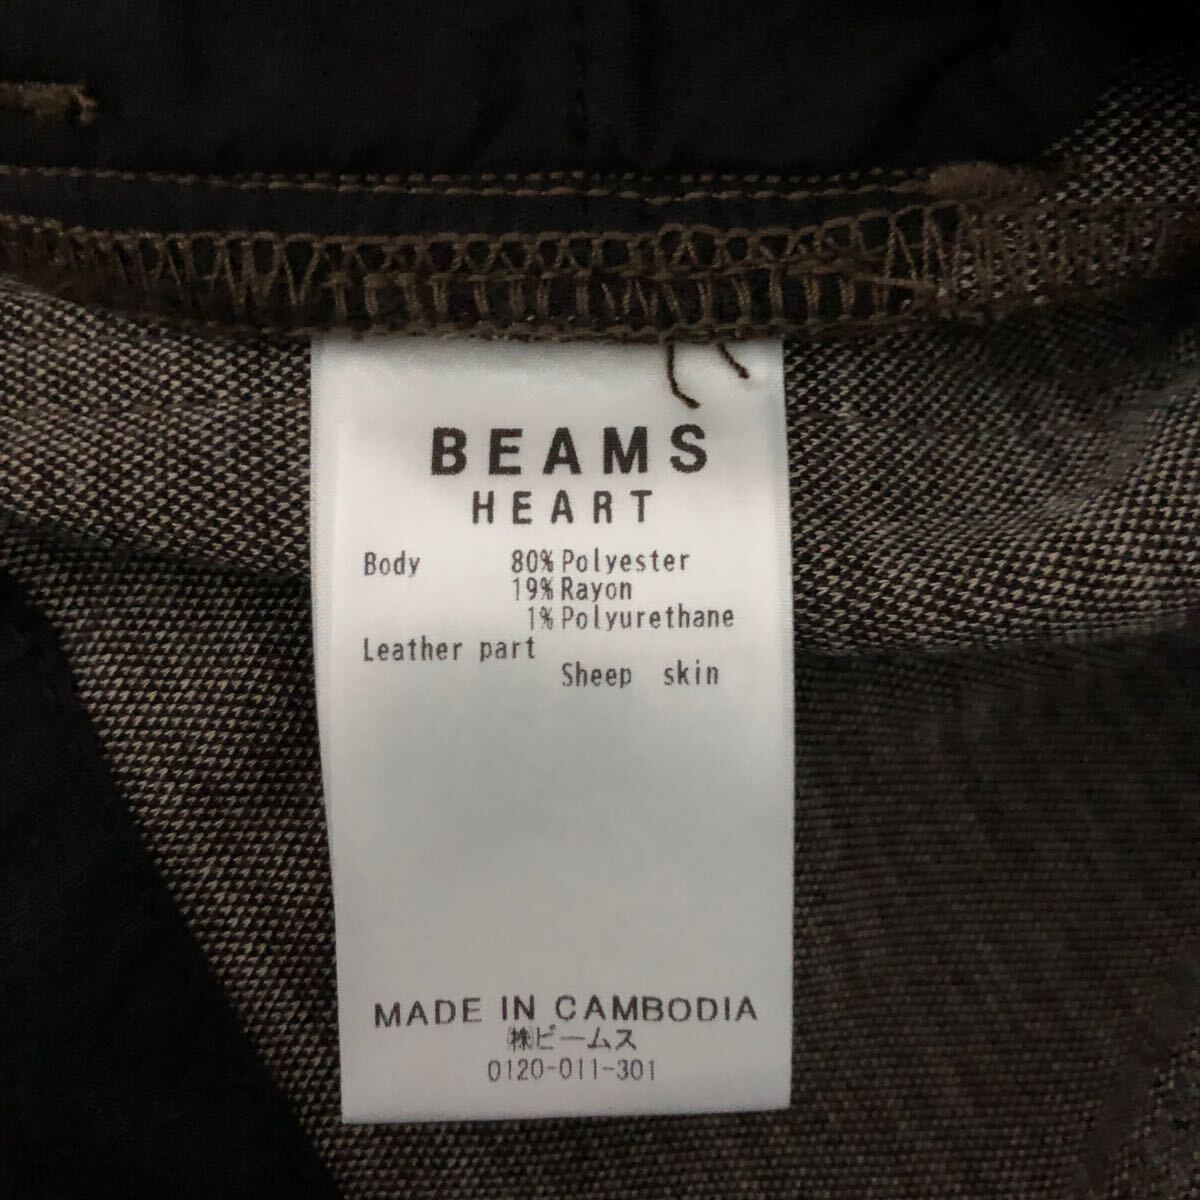 BEAMS
HEART
Body 80% Polyester
19% Rayon
1% Polyurethane
Leather part
Sheep skin
MADE IN CAMBODIA
㈱ビームス
0120-011-301